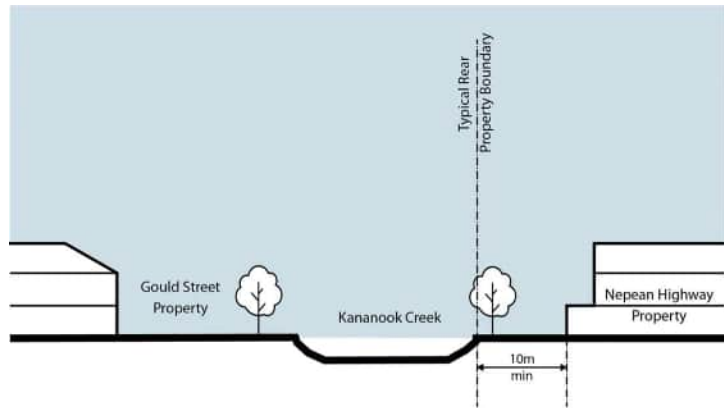 Typical Rear
Property Boundary
Gould Street
Property
Kananook Creek
Nepean Highway
Property
10m
min